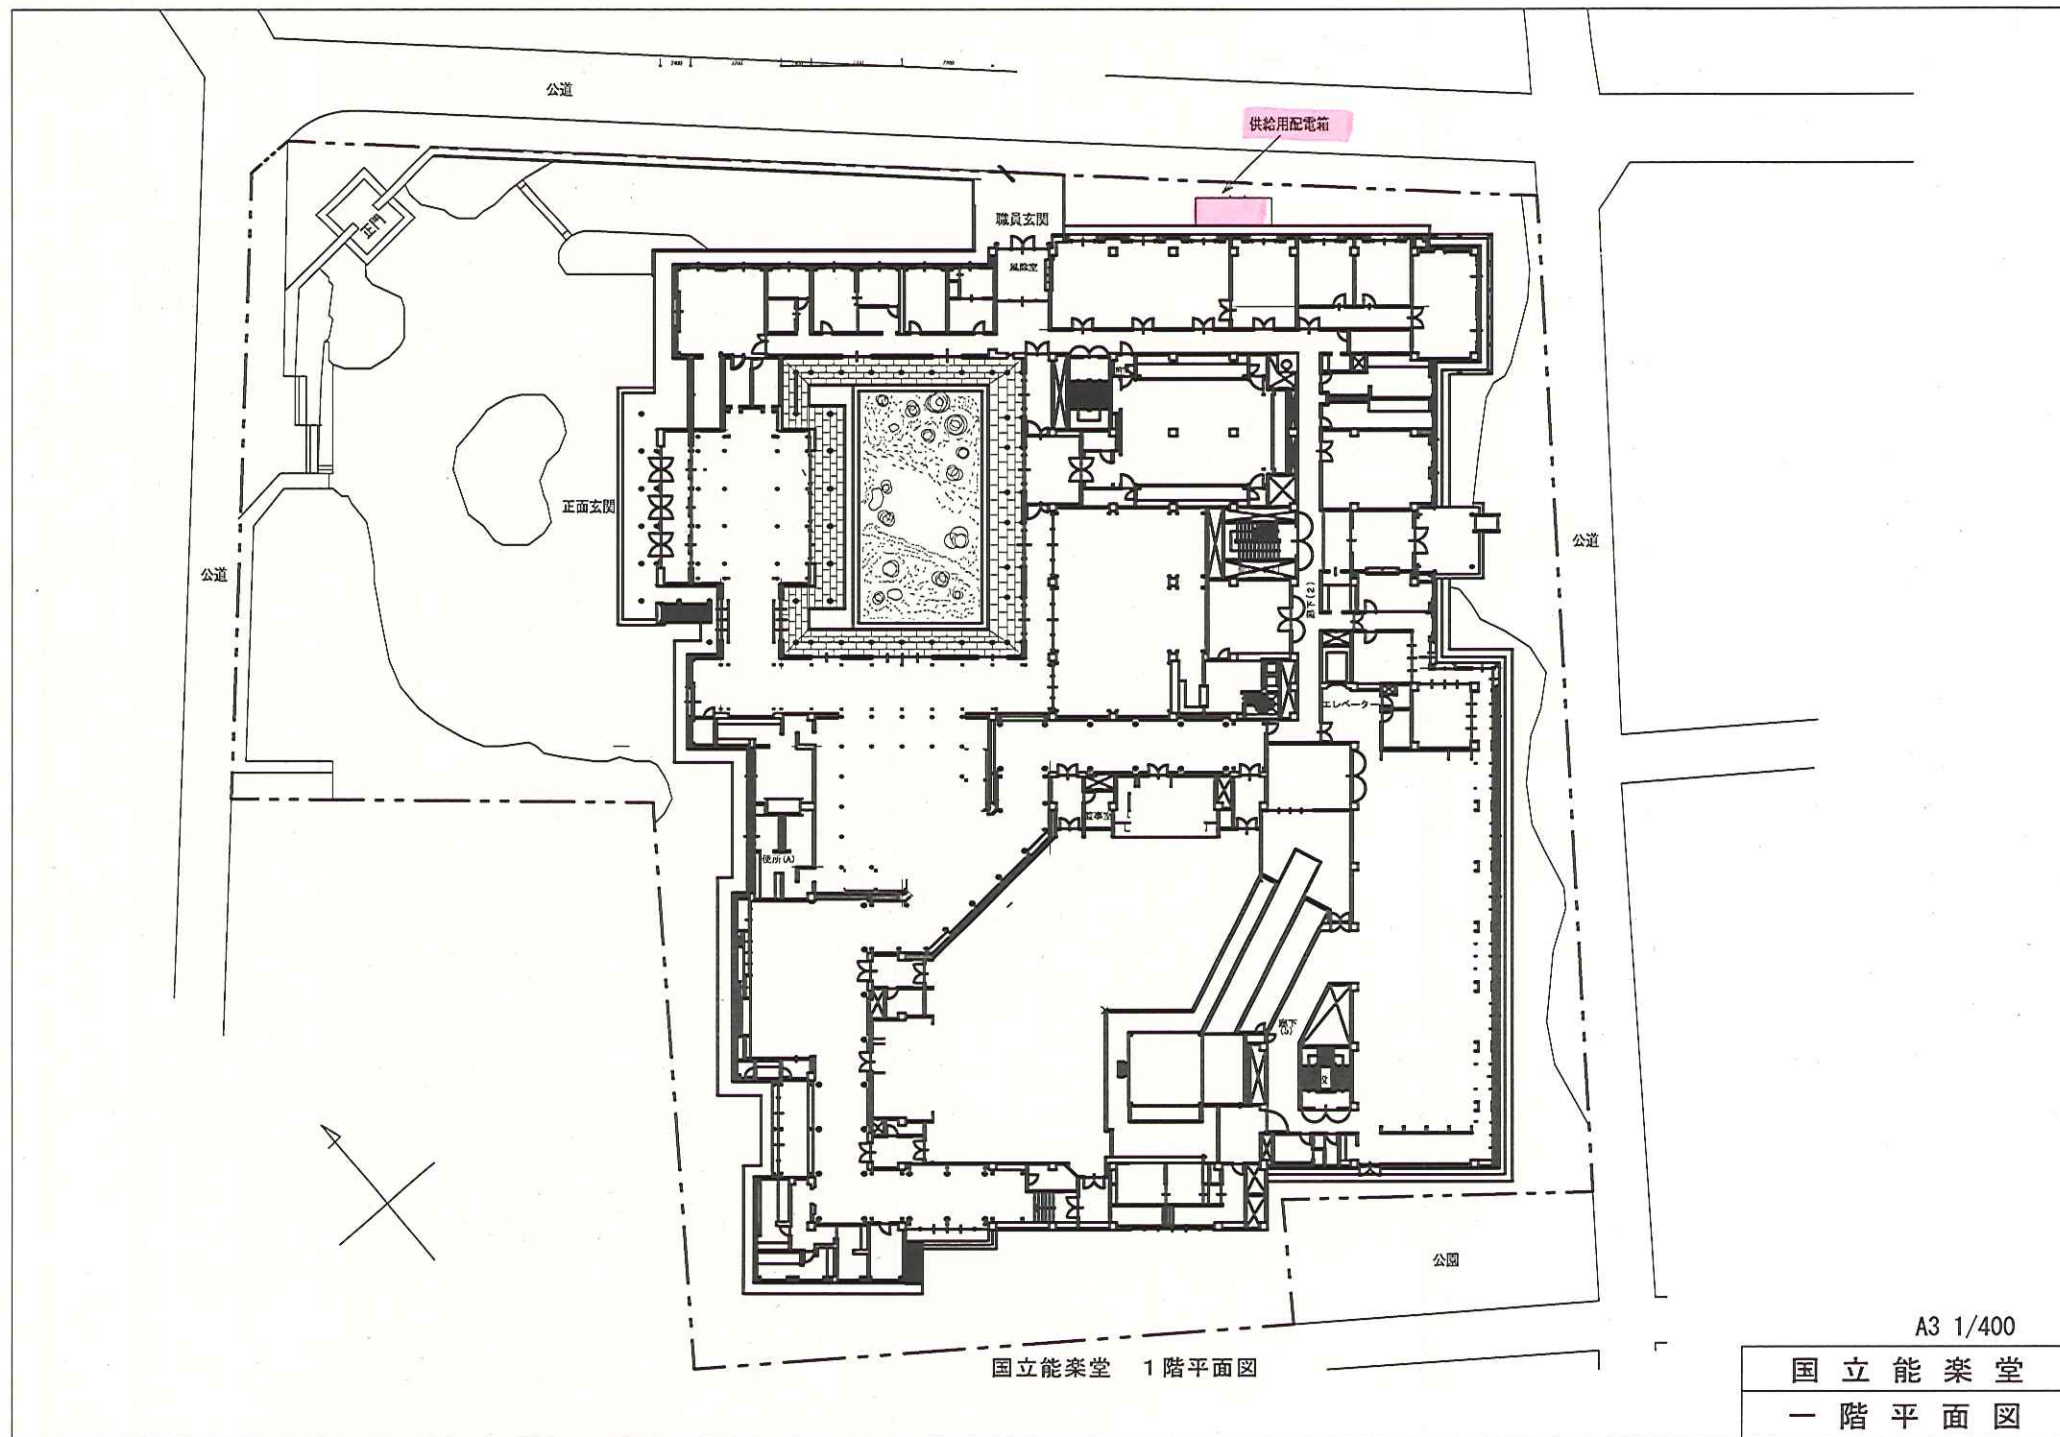 公道
供給用配電箱
正門
職員玄関
風除室
正面玄関
公道
公道
廊下(2)
エレベーター
監事室
便所(A)
廊下
(3)
公園
A3 1/400
国立能楽堂 1階平面図
国立能楽堂
一階平面図